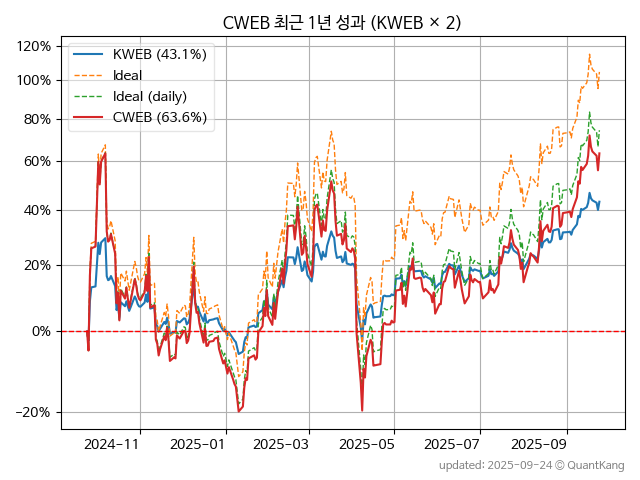 CWEB 최근 1년 성과 (KWEB × 2)
120%
100%
80%
60%
40%
20%
0%
−20%
KWEB (43.1%)
Ideal
Ideal (daily)
CWEB (63.6%)
2024-11
2025-01
2025-03
2025-05
2025-07
2025-09
updated: 2025-09-24 © QuantKang